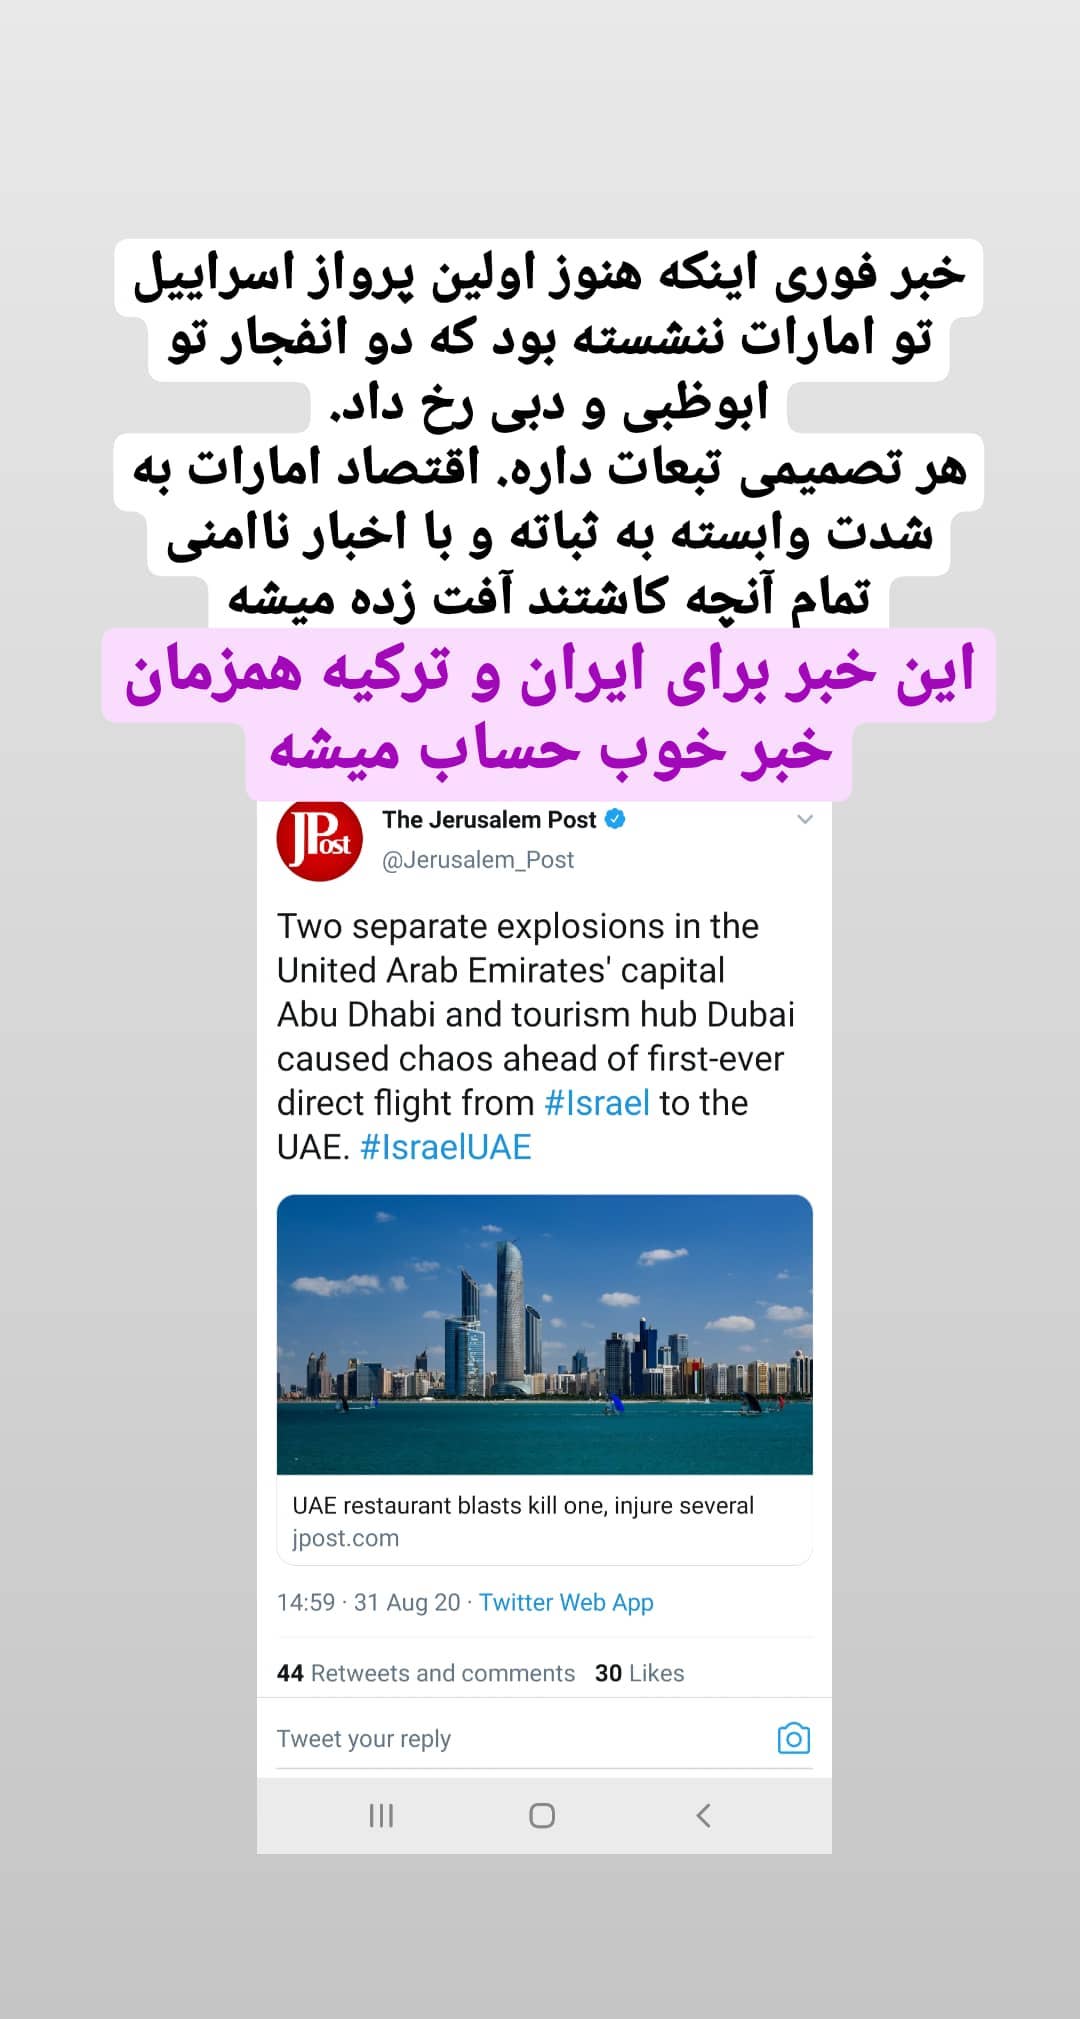 خبر فوری اینکه هنوز اولین پرواز اسراییل
تو امارات ننشسته بود که دو انفجار تو
ابوظبی و دبی رخ داد.
هر تصمیمی تبعات داره. اقتصاد امارات به
شدت وابسته به ثباته و با اخبار ناامنی
تمام آنچه کاشتند آفت زده میشه
این خبر برای ایران و ترکیه همزمان
خبر خوب حساب میشه
JPost
The Jerusalem Post
@Jerusalem_Post
Two separate explosions in the
United Arab Emirates' capital
Abu Dhabi and tourism hub Dubai
caused chaos ahead of first-ever
direct flight from #Israel to the
UAE. #IsraelUAE
UAE restaurant blasts kill one, injure several
jpost.com
14:59 · 31 Aug 20 · Twitter Web App
44 Retweets and comments 30 Likes
Tweet your reply